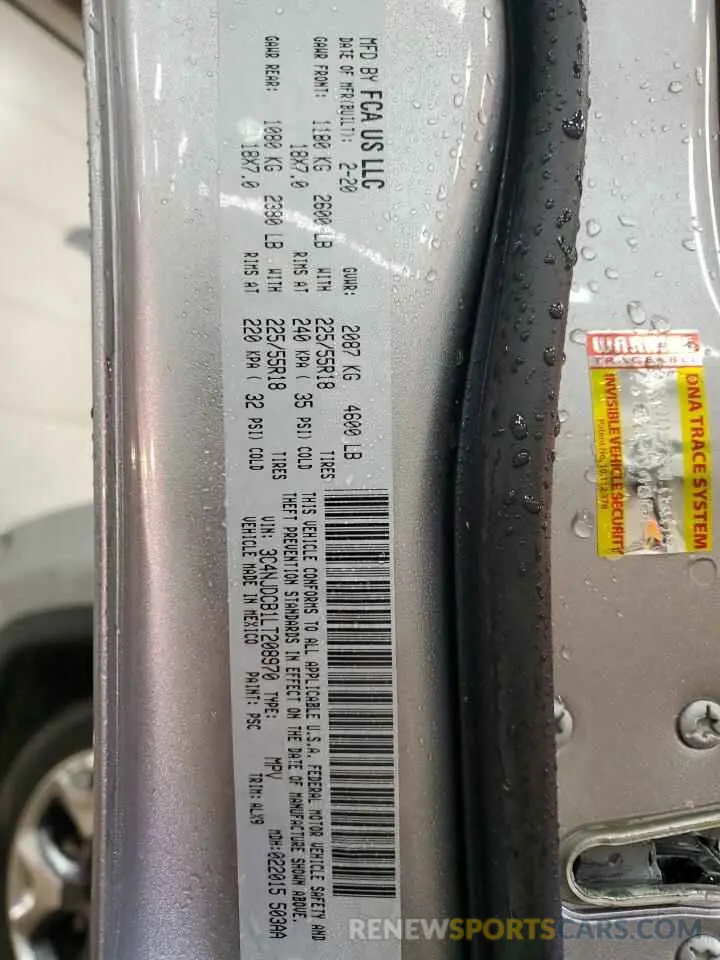 MFD BY FCA US LLC
DATE OF MFR(BUILT): 2-20 GVWR: 2087 KG 4600 LB
GAWR FRONT: 1180 KG 2600 LB WITH 225/55R18 TIRES
18X7.0 RIMS AT 240 KPA ( 35 PSI) COLD
GAWR REAR: 1080 KG 2380 LB WITH 225/55R18 TIRES
18X7.0 RIMS AT 220 KPA ( 32 PSI) COLD
THIS VEHICLE CONFORMS TO ALL APPLICABLE U.S.A. FEDERAL MOTOR VEHICLE SAFETY AND
THEFT PREVENTION STANDARDS IN EFFECT ON THE DATE OF MANUFACTURE SHOWN ABOVE.
VIN: 3C4NJDCB1LT208970 TYPE: MPV MDH:022015 503AA
VEHICLE MADE IN MEXICO PAINT: PSC TRIM: ALX9
TRACEABLE
DNA TRACE SYSTEM
INVISIBLE VEHICLE SECURITY
Patent No.
RENEWSPORTSCARS.COM